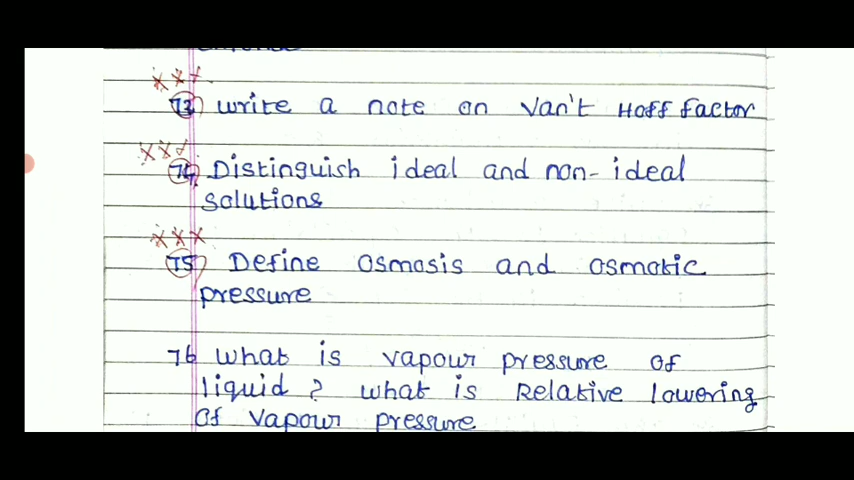 73 write a note on Van't Hoff factor
74 Distinguish ideal and non-ideal
solutions
75 Define osmosis and osmotic
pressure
76 What is vapour pressure of
liquid? what is Relative lowering
of vapour pressure